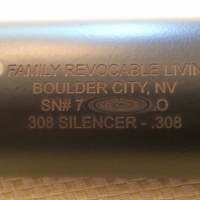 FAMILY REVOCABLE LIVIN
BOULDER CITY, NV
SN# 7 .O
308 SILENCER - .308